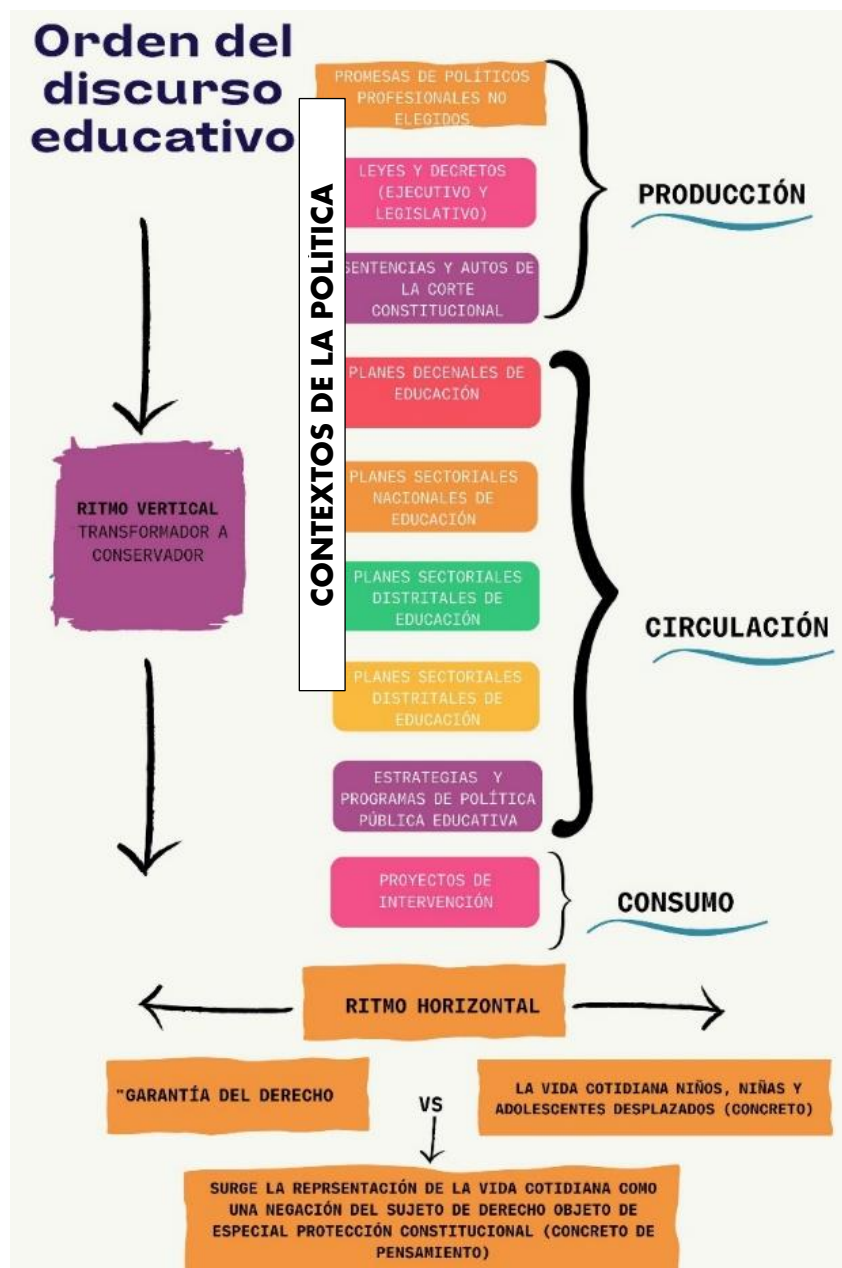 Orden del
discurso
educativo
PROMESAS DE POLÍTICOS
PROFESIONALES NO
ELEGIDOS
LEYES Y DECRETOS
(EJECUTIVO Y
LEGISLATIVO)
SENTENCIAS Y AUTOS DE
LA CORTE
CONSTITUCIONAL
PRODUCCIÓN
CONTEXTOS DE LA POLÍTICA
PLANES DECENALES DE
EDUCACIÓN
PLANES SECTORIALES
NACIONALES DE
EDUCACIÓN
PLANES SECTORIALES
DISTRITALES DE
EDUCACIÓN
PLANES SECTORIALES
DISTRITALES DE
EDUCACIÓN
ESTRATEGIAS Y
PROGRAMAS DE POLÍTICA
PÚBLICA EDUCATIVA
CIRCULACIÓN
RITMO VERTICAL
TRANSFORMADOR A
CONSERVADOR
PROYECTOS DE
INTERVENCIÓN
CONSUMO
RITMO HORIZONTAL
"GARANTÍA DEL DERECHO
VS
LA VIDA COTIDIANA NIÑOS, NIÑAS Y
ADOLESCENTES DESPLAZADOS (CONCRETO)
SURGE LA REPRSENTACIÓN DE LA VIDA COTIDIANA COMO
UNA NEGACIÓN DEL SUJETO DE DERECHO OBJETO DE
ESPECIAL PROTECCIÓN CONSTITUCIONAL (CONCRETO DE
PENSAMIENTO)